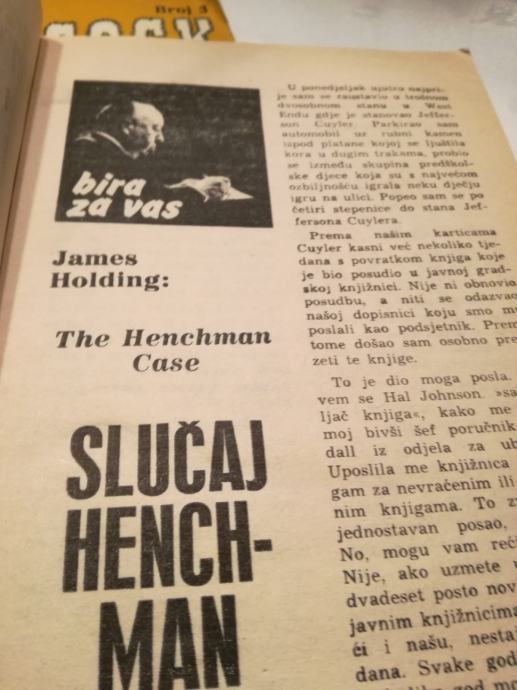 Broj 3
bira
za vas
James
Holding:
The Henchman
Case
SLUČAJ
HENCH-
MAN
U ponedjeljak ujutro najpri-
je sam se zaustavio u trošnom
dvosobnom stanu u West
Endu gdje je stanovao Jeffer-
son Cuyler. Parkirao sam
automobil uz rubni kamen
ispod platane kojoj se ljuštila
kora u dugim trakama, probio
se između skupina predškol-
ske djece koja su s najvećom
ozbiljnošću igrala neku dječju
igru na ulici. Popeo sam se po
četiri stepenice do stana Jef-
fersona Cuylera.
Prema našim karticama
Cuyler kasni već nekoliko tje-
dana s povratkom knjiga koje
je bio posudio u javnoj grad-
skoj knjižnici. Nije ni obnovio
posudbu, a niti se odazvao
našoj dopisnici koju smo mu
poslali kao podsjetnik. Prem
tome došao sam osobno pre
zeti te knjige.
To je dio moga posla.
vem se Hal Johnson. »sa
ljač knjiga«, kako me
moj bivši šef poručnik
dall iz odjela za ub
Uposlila me knjižnica
gam za nevraćenim ili
nim knjigama. To z
jednostavan posao,
No, mogu vam reći
Nije, ako uzmete
dvadeset posto nov
javnim knjižnicima
ći i našu, nesta
dana. Svake god